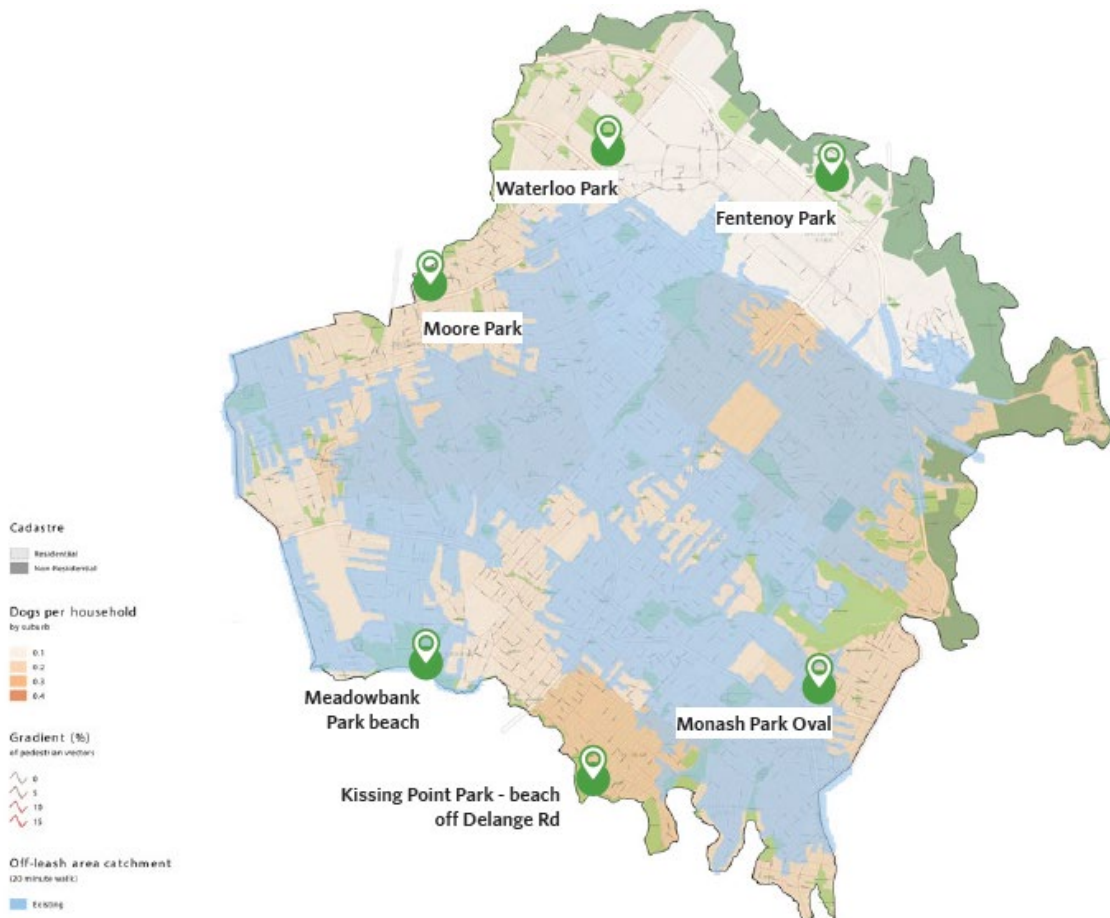 Waterloo Park
Fentenoy Park
Moore Park
Meadowbank
Park beach
Monash Park Oval
Kissing Point Park - beach
off Delange Rd
Cadastre
Residential
Non Residential
Dogs per household
by suburb
0.1
0.2
0.3
0.4
Gradient (%)
of pedestrian vectors
0
5
10
15
Off-leash area catchment
(20 minute walk)
Existing